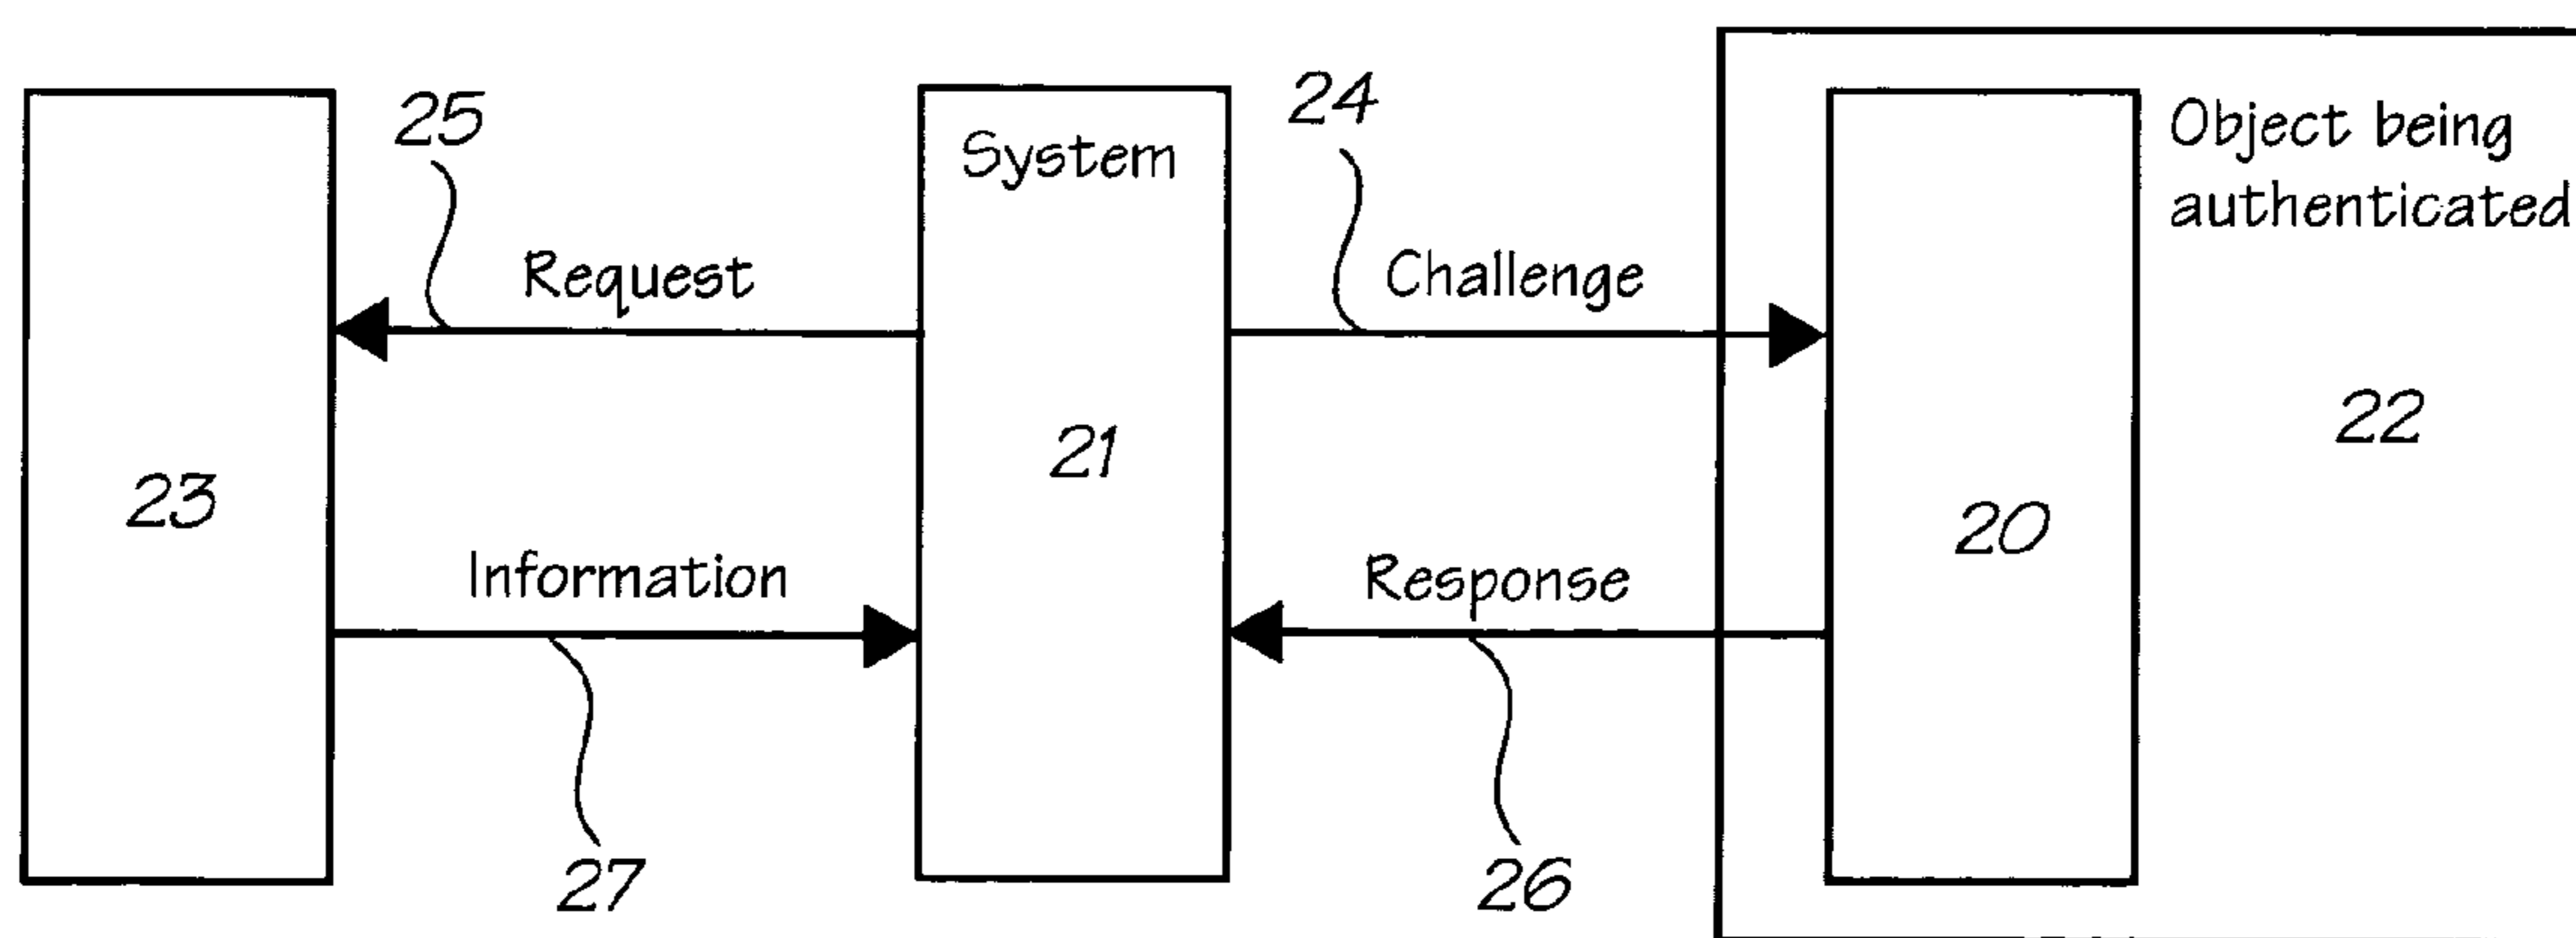 25
24
System
Object being
authenticated
Request
Challenge
22
21
23
20
Information
Response
27
26